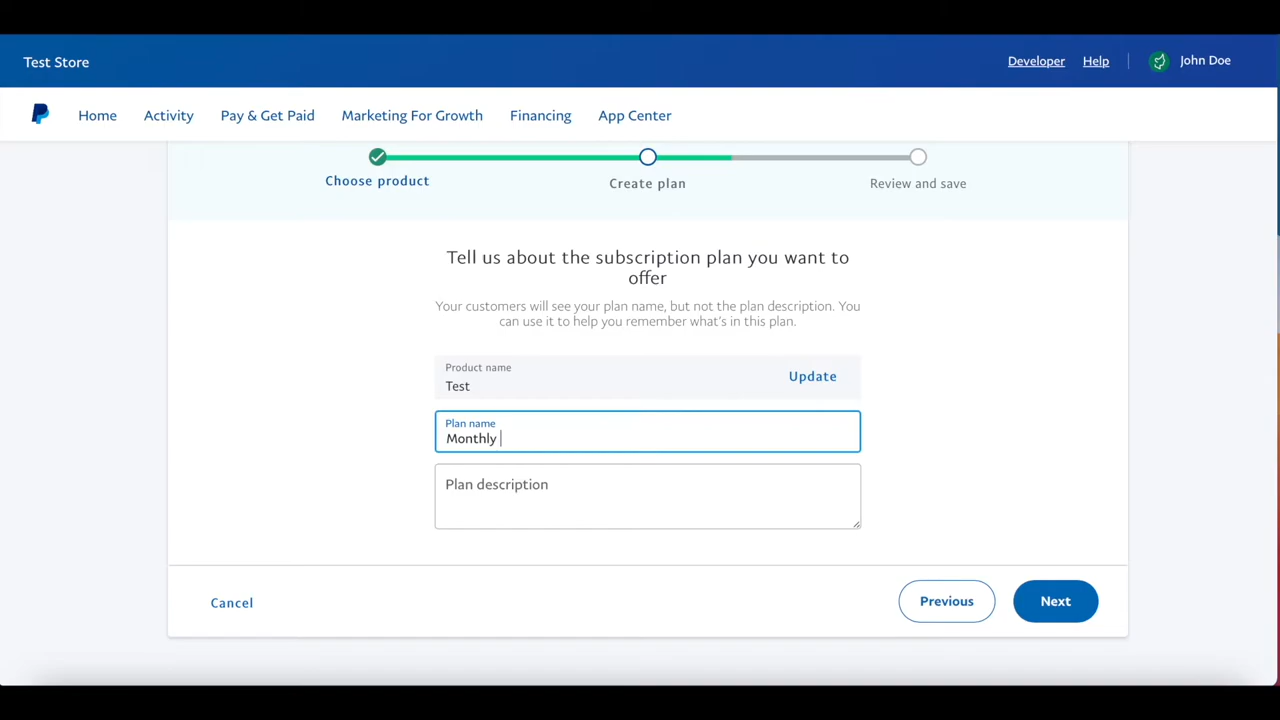 Test Store
Developer
Help
John Doe
Home
Activity
Pay & Get Paid
Marketing For Growth
Financing
App Center
Choose product
Create plan
Review and save
Tell us about the subscription plan you want to
offer
Your customers will see your plan name, but not the plan description. You
can use it to help you remember what's in this plan.
Product name
Test
Update
Plan name
Monthly
Plan description
Cancel
Previous
Next